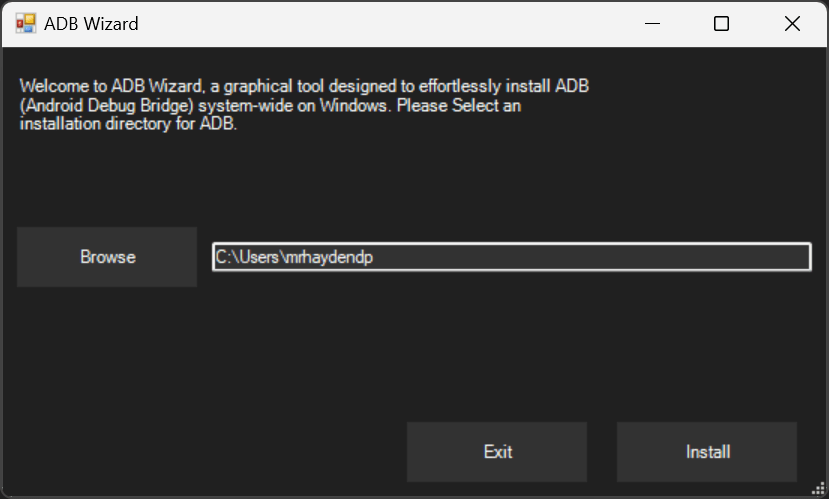 ADB Wizard
Welcome to ADB Wizard, a graphical tool designed to effortlessly install ADB
(Android Debug Bridge) system-wide on Windows. Please Select an
installation directory for ADB.
Browse
C:\Users\mrhaydendp
Exit
Install